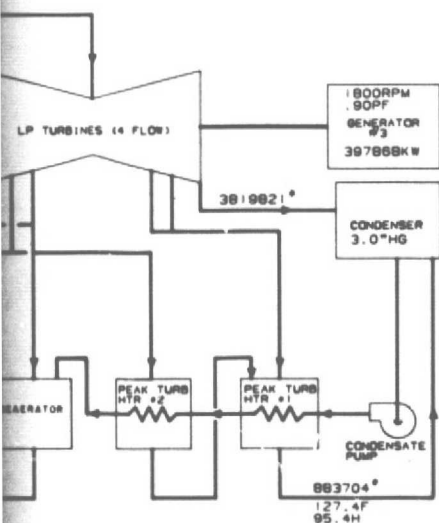 1800RPM
.90PF
GENERATOR
#3
397868KW
LP TURBINES (4 FLOW)
3819821#
CONDENSER
3.0"HG
PEAK TURB
HTR #2
PEAK TURB
HTR #1
CONDENSATE
PUMP
883704#
127.4F
95.4H